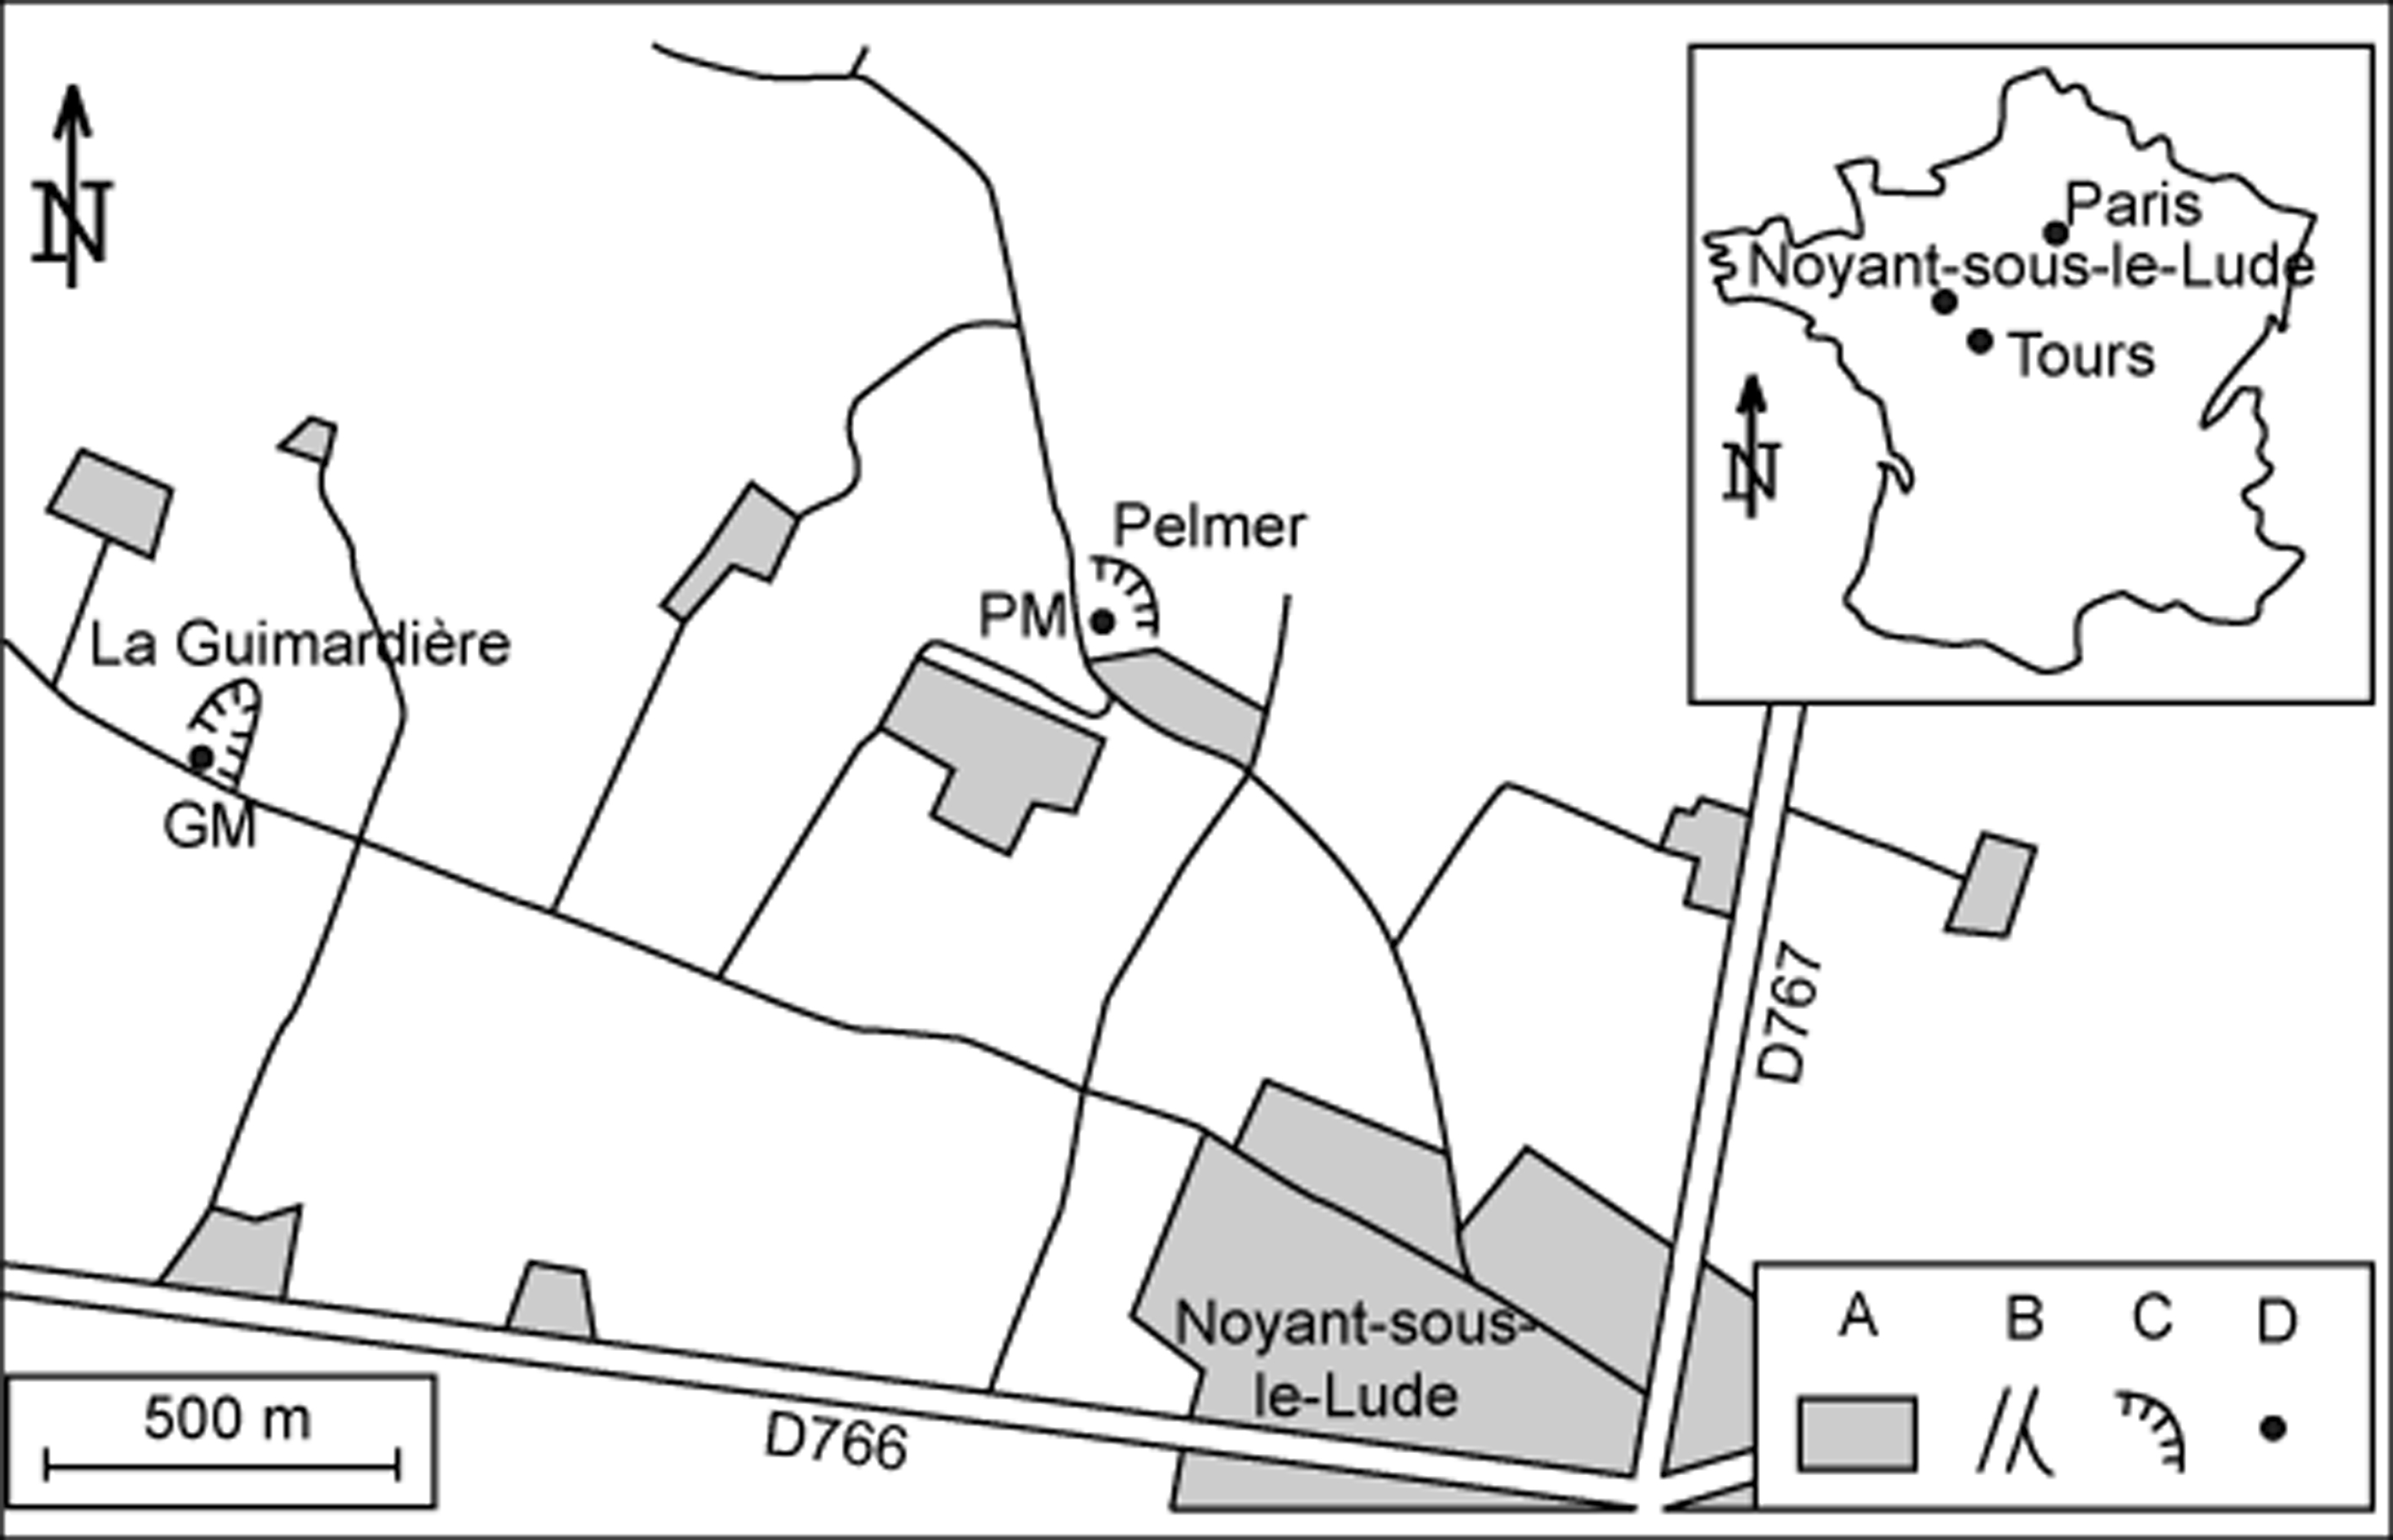 N
Paris
Noyant-sous-le-Lude
Tours
N
Pelmer
PM
La Guimardière
GM
D767
Noyant-sous-
le-Lude
D766
500 m
A B C D